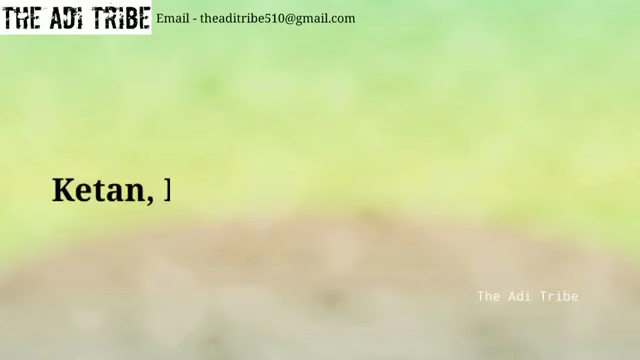 THE ADI TRIBE
Email - theaditribe510@gmail.com
Ketan,
The Adi Tribe